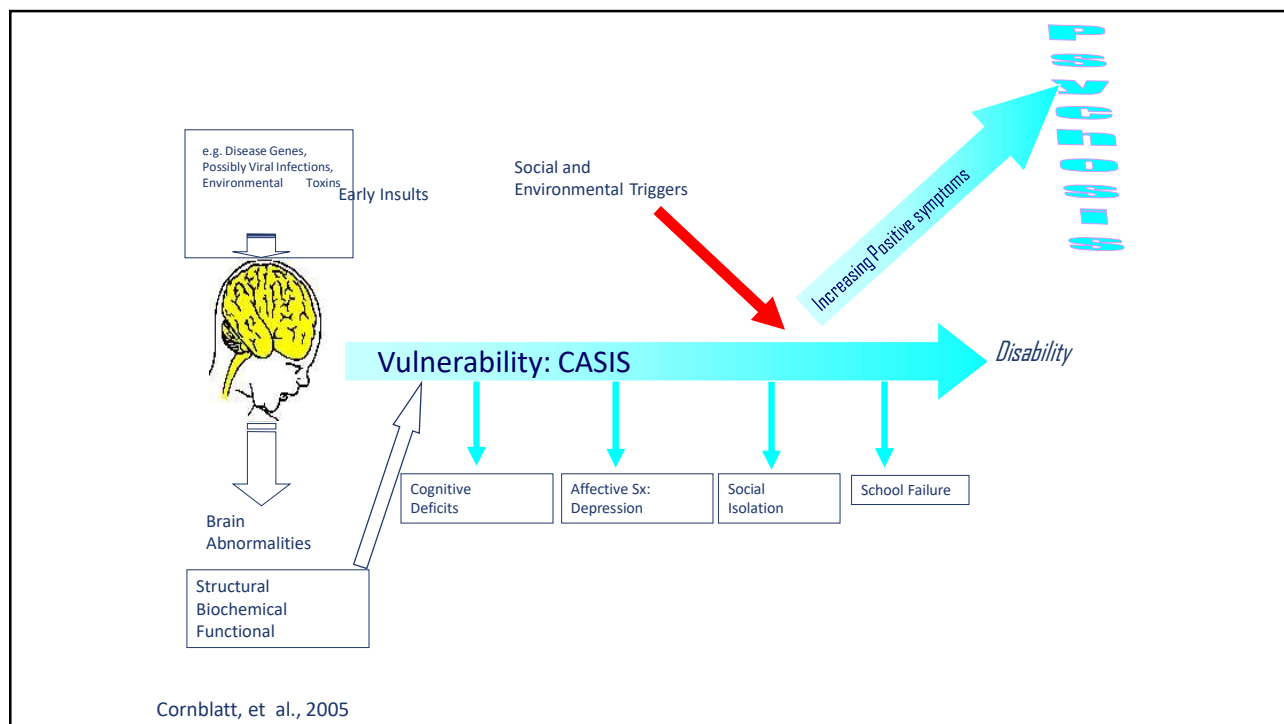 Psychosis
e.g. Disease Genes,
Possibly Viral Infections,
Environmental Toxins
Early Insults
Social and
Environmental Triggers
Increasing Positive symptoms
Vulnerability: CASIS
Disability
Cognitive
Deficits
Affective Sx:
Depression
Social
Isolation
School Failure
Brain
Abnormalities
Structural
Biochemical
Functional
Cornblatt, et al., 2005